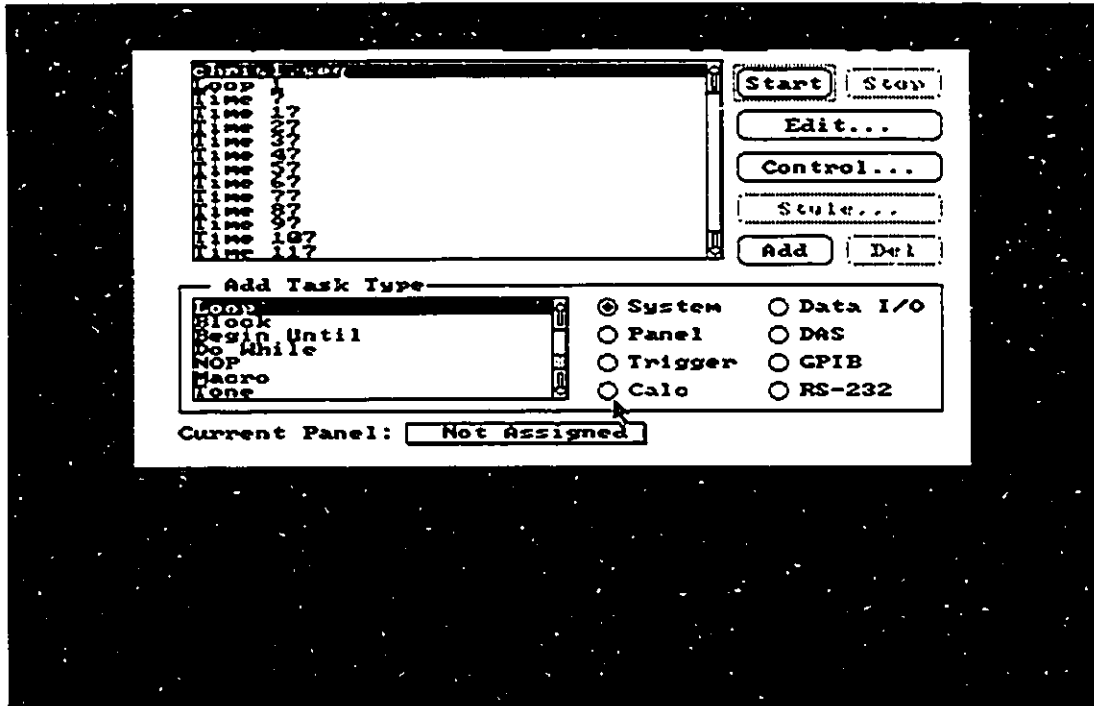 Loop 1
Time
Time 17
Time 27
Time 37
Time 47
Time 57
Time 67
Time 77
Time 87
Time 97
Time 107
Time 117
Start
Stop
Edit...
Control...
Style...
Add
Del
Add Task Type
Loop
Block
Begin Until
Do While
NOP
Macro
Tone
System
Panel
Trigger
Calc
Data I/O
DAS
GPIB
RS-232
Current Panel:
Not Assigned